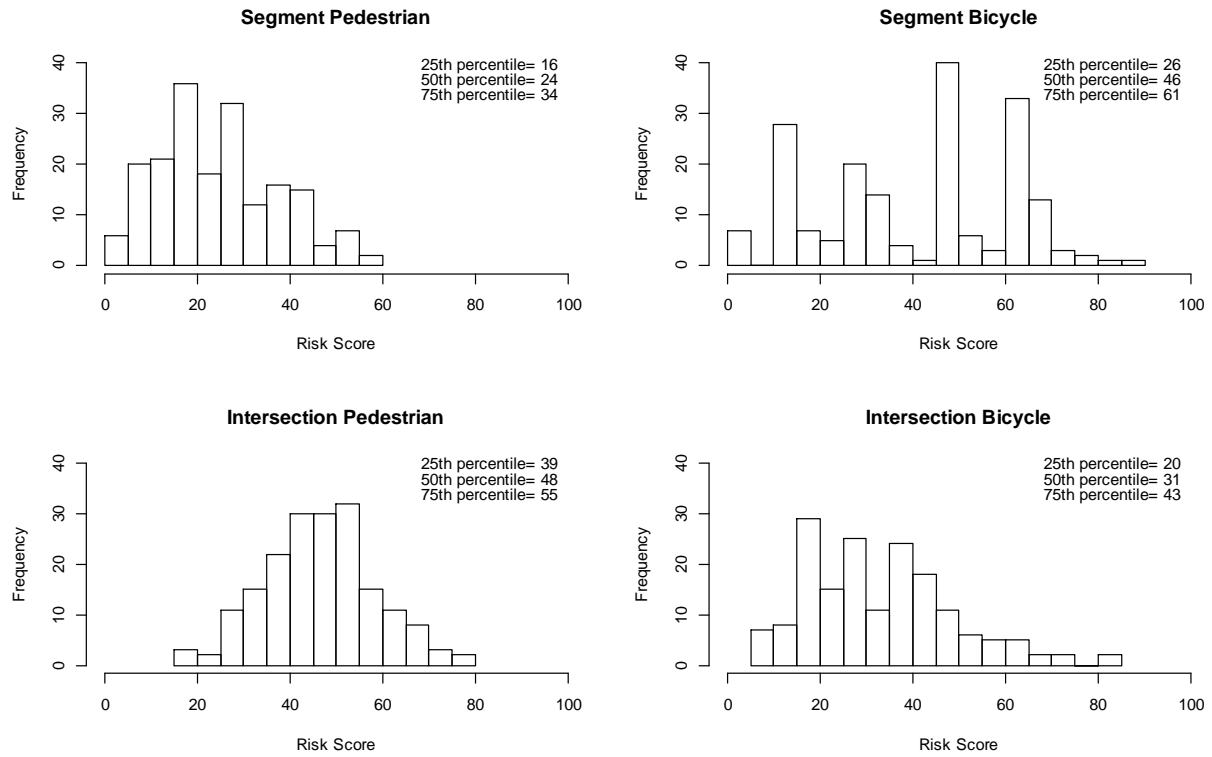 Segment Pedestrian
25th percentile= 16
50th percentile= 24
75th percentile= 34
Frequency
40
30
20
10
0
0 20 40 60 80 100
Risk Score
Segment Bicycle
25th percentile= 26
50th percentile= 46
75th percentile= 61
Frequency
40
30
20
10
0
0 20 40 60 80 100
Risk Score
Intersection Pedestrian
25th percentile= 39
50th percentile= 48
75th percentile= 55
Frequency
40
30
20
10
0
0 20 40 60 80 100
Risk Score
Intersection Bicycle
25th percentile= 20
50th percentile= 31
75th percentile= 43
Frequency
40
30
20
10
0
0 20 40 60 80 100
Risk Score